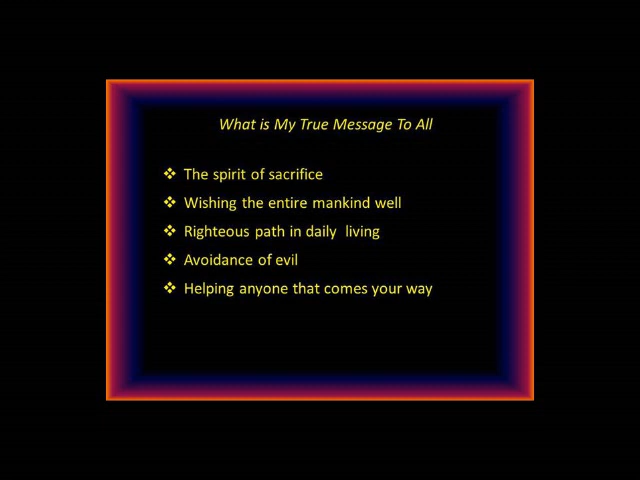 What is My True Message To All
❖ The spirit of sacrifice
❖ Wishing the entire mankind well
❖ Righteous path in daily  living
❖ Avoidance of evil
❖ Helping anyone that comes your way